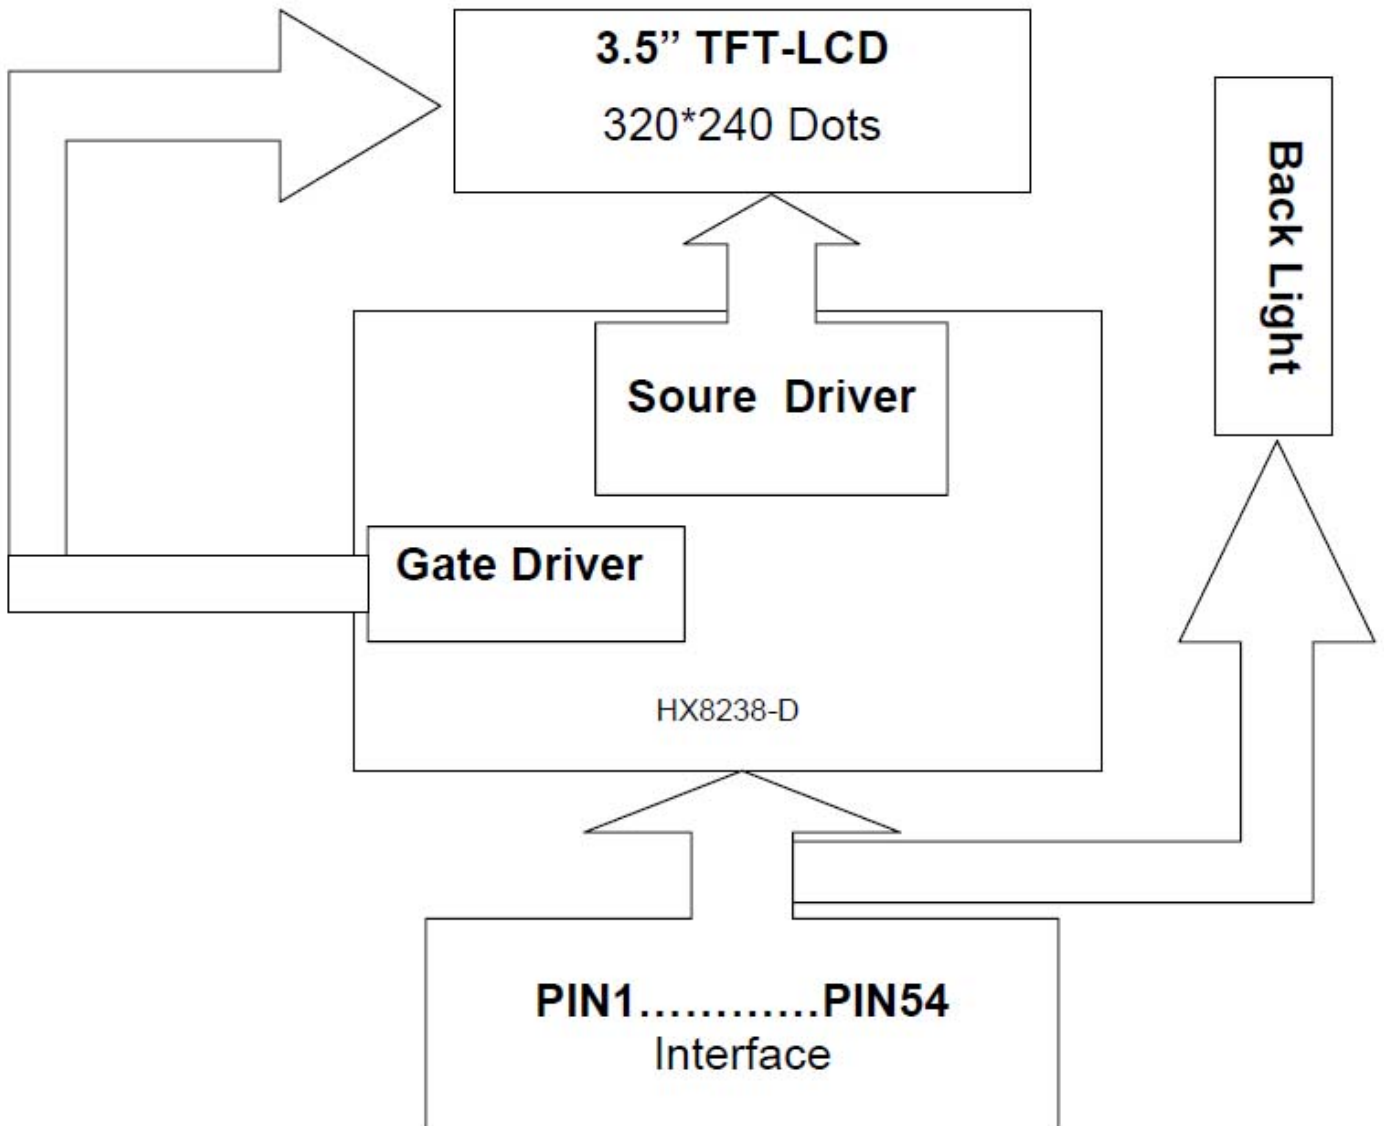 3.5” TFT-LCD
320*240 Dots
Back Light
Soure Driver
Gate Driver
HX8238-D
PIN1............PIN54
Interface